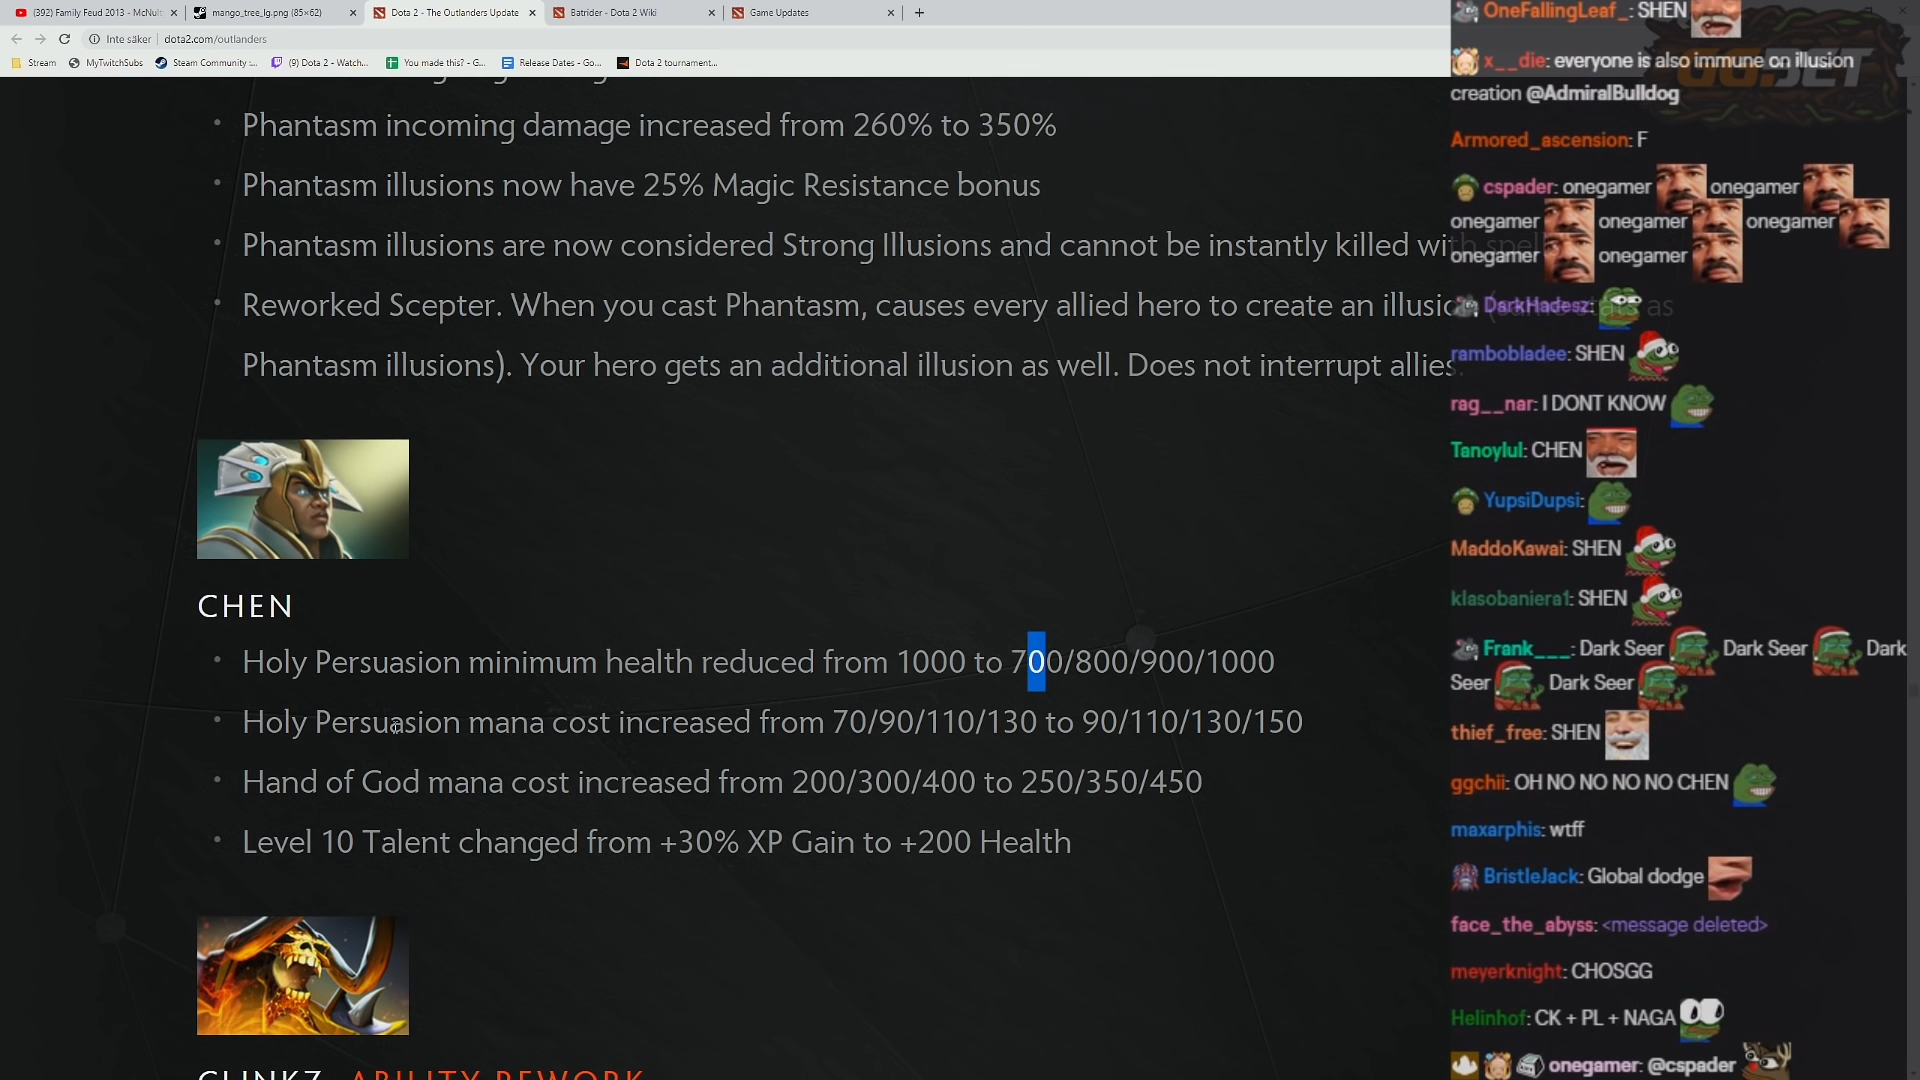 (392) Family Feud 2013 - McNult
mango_tree_lg.png (85×62)
Dota 2 - The Outlanders Update
Batrider - Dota 2 Wiki
Game Updates
Inte säker | dota2.com/outlanders
Stream
MyTwitchSubs
Steam Community :...
(9) Dota 2 - Watch...
You made this? - G...
Release Dates - Go...
Dota 2 tournament...
• Phantasm incoming damage increased from 260% to 350%
• Phantasm illusions now have 25% Magic Resistance bonus
• Phantasm illusions are now considered Strong Illusions and cannot be instantly killed with spells
• Reworked Scepter. When you cast Phantasm, causes every allied hero to create an illusion (same stats as
Phantasm illusions). Your hero gets an additional illusion as well. Does not interrupt allies.
CHEN
• Holy Persuasion minimum health reduced from 1000 to 700/800/900/1000
• Holy Persuasion mana cost increased from 70/90/110/130 to 90/110/130/150
• Hand of God mana cost increased from 200/300/400 to 250/350/450
• Level 10 Talent changed from +30% XP Gain to +200 Health
CLINKZ ABILITY REWORK
GG.BET
OneFallingLeaf_: SHEN
x__die: everyone is also immune on illusion
creation @AdmiralBulldog
Armored_ascension: F
cspader: onegamer onegamer
onegamer onegamer onegamer
onegamer onegamer
DarkHadesz:
rambobladee: SHEN
rag__nar: I DONT KNOW
Tanoylul: CHEN
YupsiDupsi:
MaddoKawai: SHEN
klasobaniera1: SHEN
Frank___: Dark Seer Dark Seer Dark
Seer Dark Seer
thief_free: SHEN
ggchii: OH NO NO NO NO CHEN
maxarphis: wtff
BristleJack: Global dodge
face_the_abyss: <message deleted>
meyerknight: CHOSGG
Helinhof: CK + PL + NAGA
onegamer: @cspader